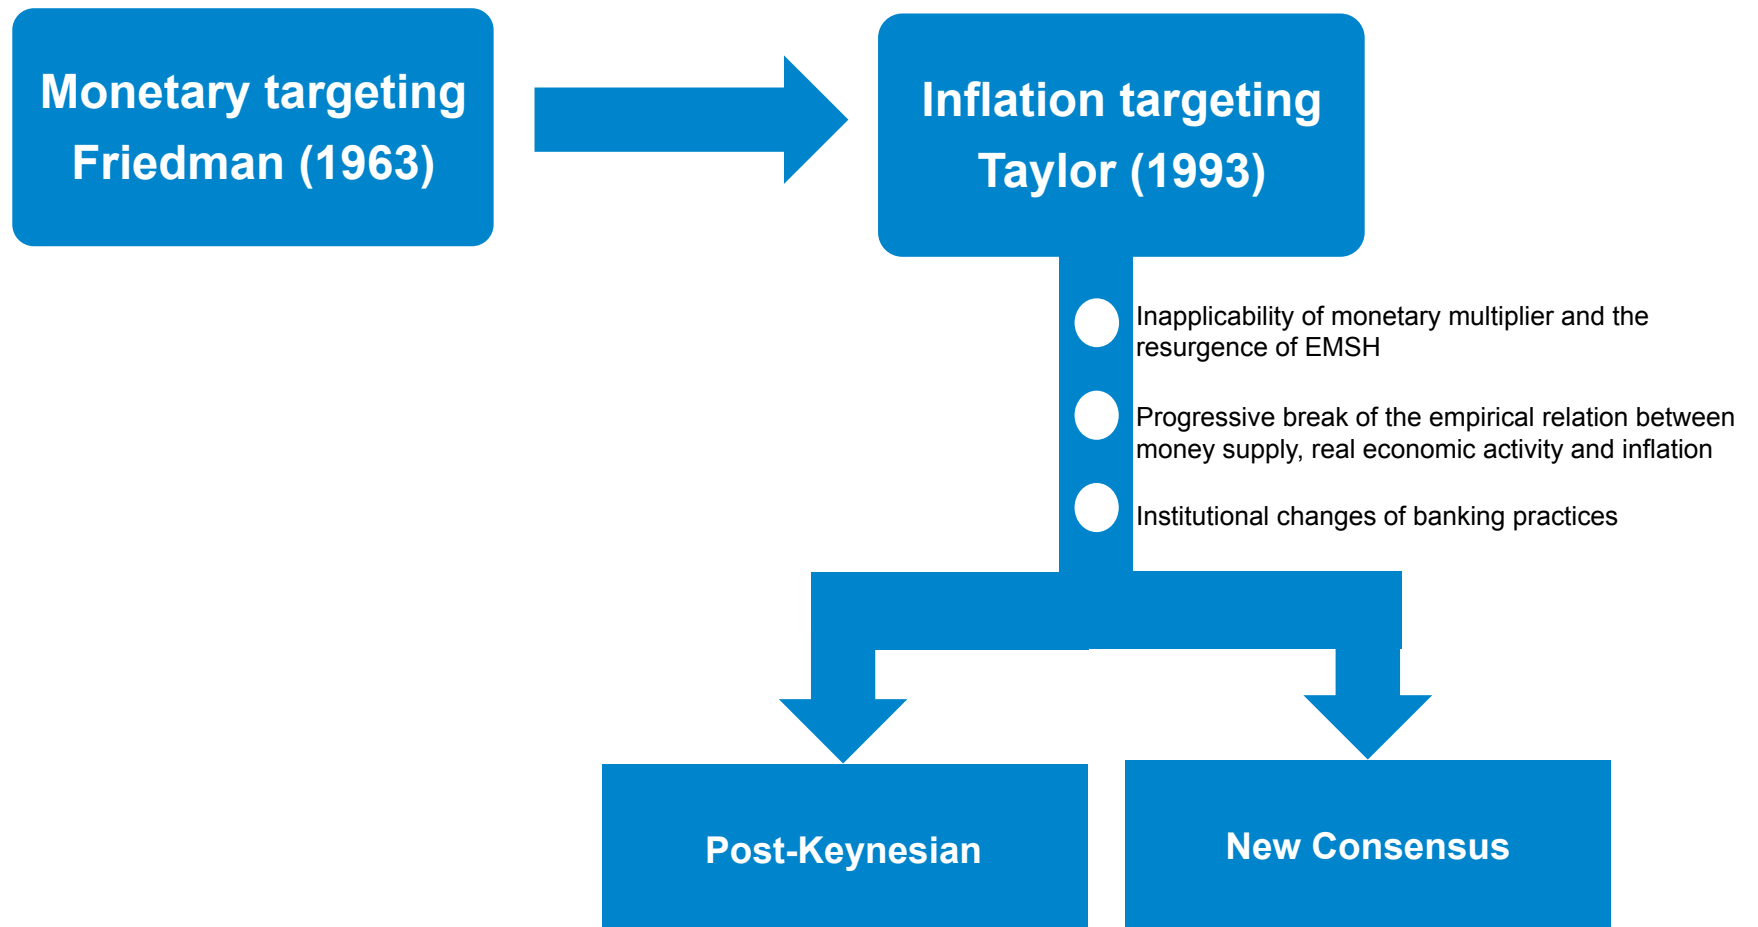 Monetary targeting
Friedman (1963)
Inflation targeting
Taylor (1993)
Inapplicability of monetary multiplier and the
resurgence of EMSH
Progressive break of the empirical relation between
money supply, real economic activity and inflation
Institutional changes of banking practices
Post-Keynesian
New Consensus